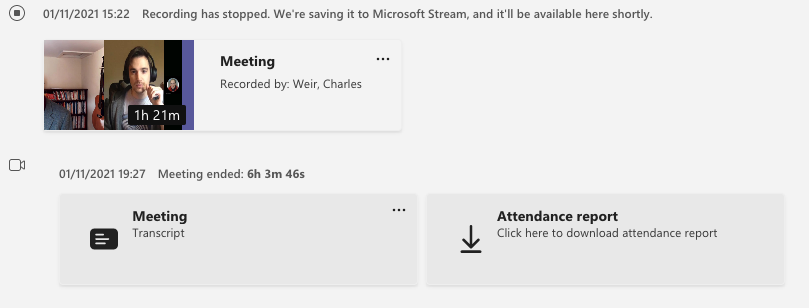 01/11/2021 15:22 Recording has stopped. We're saving it to Microsoft Stream, and it'll be available here shortly.
Meeting
Recorded by: Weir, Charles
1h 21m
01/11/2021 19:27 Meeting ended: 6h 3m 46s
Meeting
Transcript
Attendance report
Click here to download attendance report